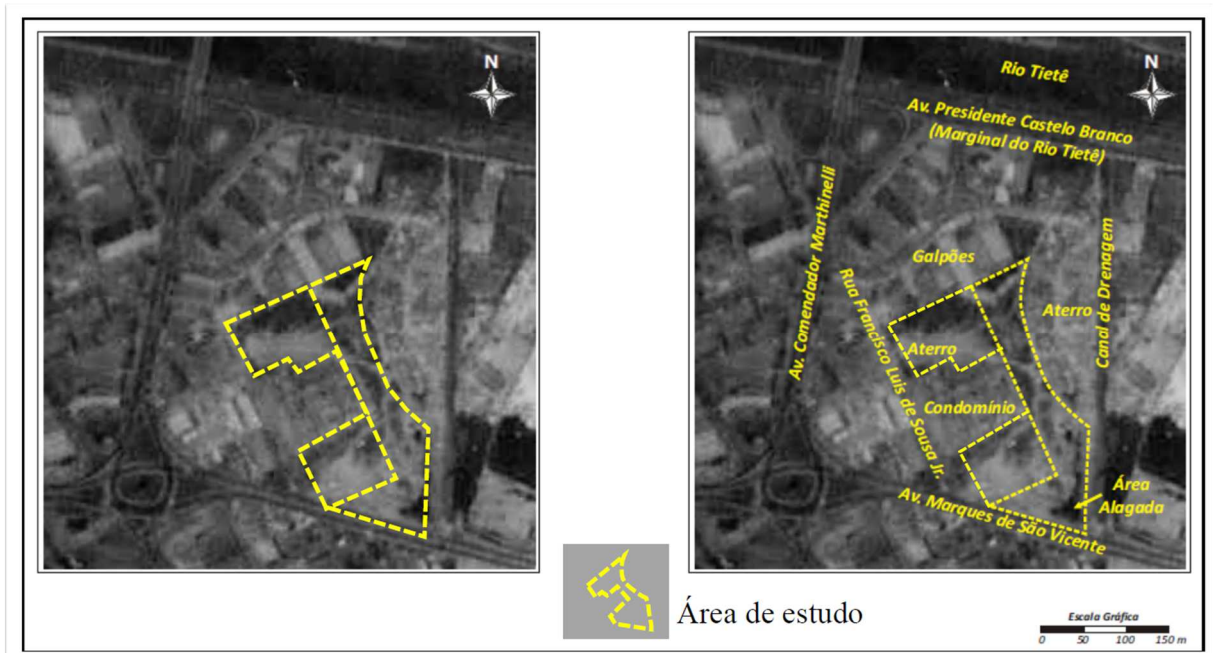 N
N
Rio Tietê
Av. Presidente Castelo Branco
(Marginal do Rio Tietê)
Av. Comendador Marthinelli
Galpões
Canal de Drenagem
Rua Francisco Luis de Sousa Jr.
Aterro
Aterro
Condomínio
Área
Alagada
Av. Marques de São Vicente
Área de estudo
Escala Gráfica
0 50 100 150 m